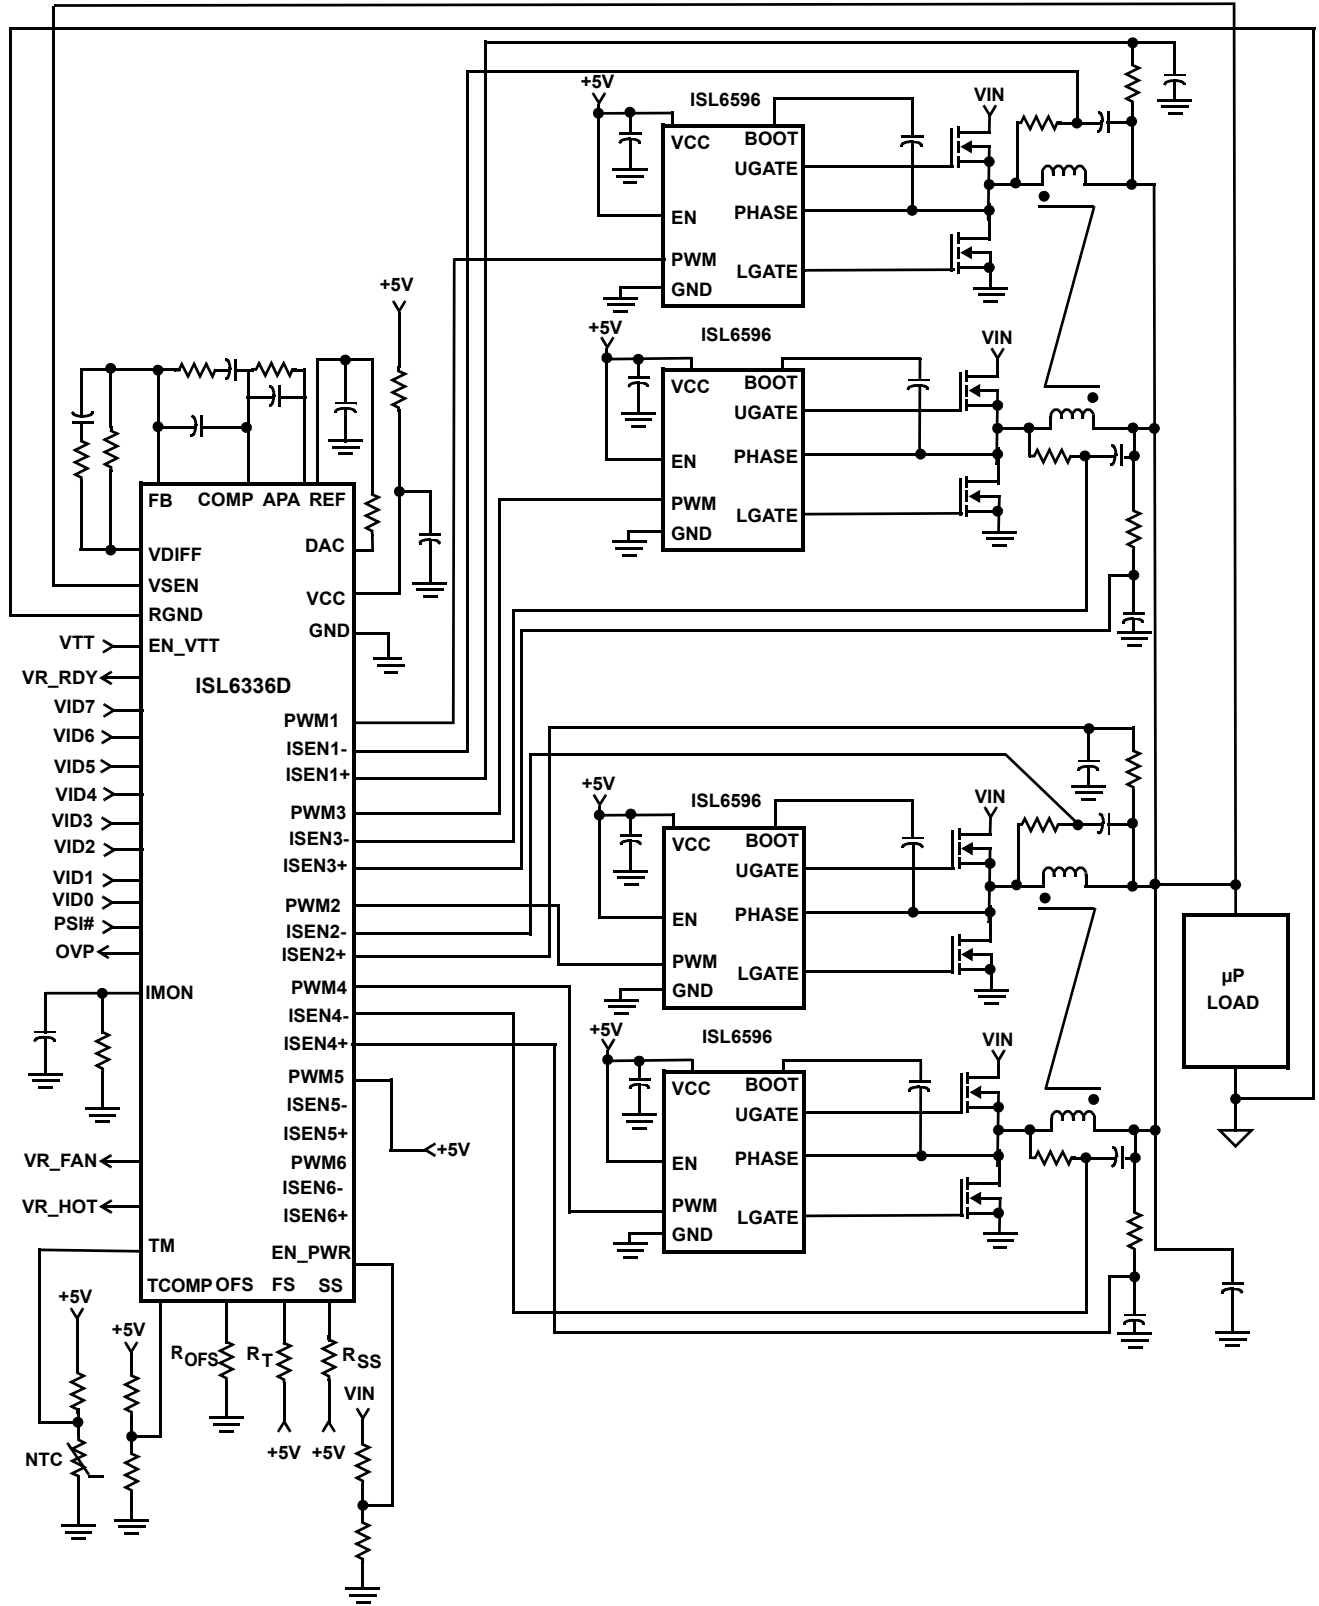 +5V
ISL6596
VIN
VCC
BOOT
UGATE
EN
PHASE
PWM
LGATE
GND
+5V
+5V
ISL6596
VIN
VCC
BOOT
UGATE
EN
PHASE
PWM
LGATE
GND
FB
COMP
APA
REF
VDIFF
DAC
VSEN
VCC
RGND
GND
VTT
EN_VTT
VR_RDY
ISL6336D
VID7
PWM1
VID6
ISEN1-
VID5
ISEN1+
VID4
PWM3
VID3
ISEN3-
VID2
ISEN3+
VID1
VID0
PWM2
PSI#
ISEN2-
OVP
ISEN2+
IMON
PWM4
ISEN4-
ISEN4+
PWM5
ISEN5-
ISEN5+
+5V
VR_FAN
PWM6
ISEN6-
VR_HOT
ISEN6+
TM
EN_PWR
TCOMP
OFS
FS
SS
+5V
ISL6596
VIN
VCC
BOOT
UGATE
EN
PHASE
PWM
LGATE
GND
+5V
ISL6596
VIN
VCC
BOOT
UGATE
EN
PHASE
PWM
LGATE
GND
µP
LOAD
+5V
+5V
ROFS
RT
RSS
VIN
NTC
+5V
+5V